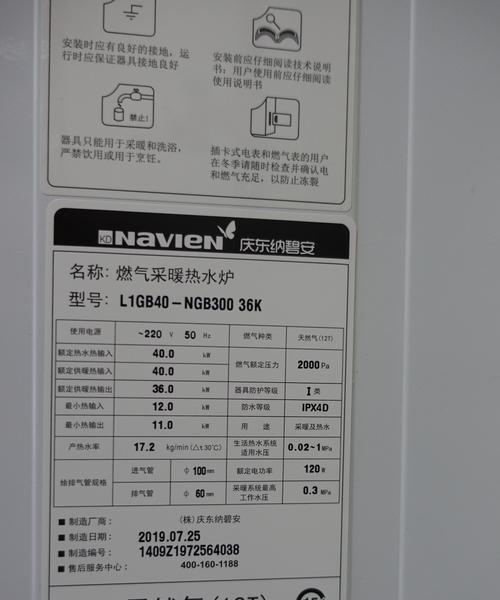 安装时应有良好的接地，运
行时应保证器具接地良好
安装前应仔细阅读技术说明
书；用户使用前应仔细阅读
使用说明书
禁止!
器具只能用于采暖和洗浴，
严禁饮用或用于烹饪。
插卡式电表和燃气表的用户
在冬季请随时检查并确认电
和燃气充足，以防止冻裂
KD NAVIEN 庆东纳碧安
名称：燃气采暖热水炉
型号：L1GB40-NGB300 36K
使用电源 ~220 V 50 Hz 燃气种类 天然气(12T)
额定热水热输入 40.0 kW 燃气额定压力 2000 Pa
额定供暖热输入 40.0 kW
额定供暖热输出 36.0 kW 器具防护等级 I 类
最小热输入 12.0 kW 防水等级 IPX4D
最小热输出 11.0 kW 用途 采暖及热水
产热水率 17.2 kg/min(△t30℃) 生活热水系统适用水压 0.02~1 MPa
给排气管规格 进气管 φ 100 mm 额定电功率 120 W
排气管 φ 60 mm 采暖系统最高工作水压 0.3 MPa
■ 制造厂商： (株)庆东纳碧安
■ 制造日期： 2019.07.25
■ 制造编号： 1409Z1972564038
■ 售后服务中心： 400-160-1188